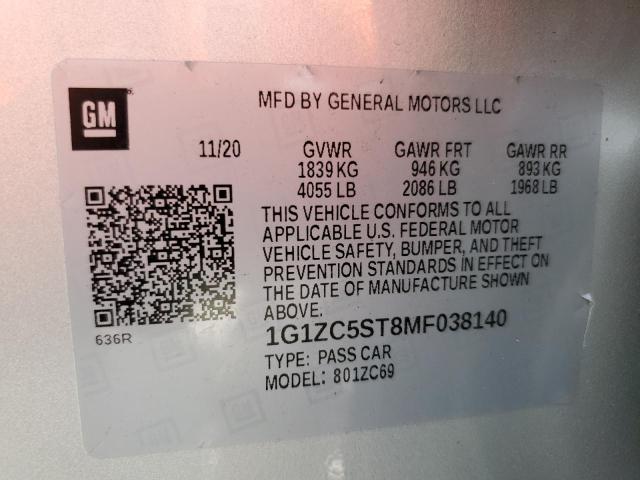 GM
MFD BY GENERAL MOTORS LLC
11/20 GVWR GAWR FRT GAWR RR
1839 KG 946 KG 893 KG
4055 LB 2086 LB 1968 LB
THIS VEHICLE CONFORMS TO ALL
APPLICABLE U.S. FEDERAL MOTOR
VEHICLE SAFETY, BUMPER, AND THEFT
PREVENTION STANDARDS IN EFFECT ON
THE DATE OF MANUFACTURE SHOWN
ABOVE.
636R
1G1ZC5ST8MF038140
TYPE: PASS CAR
MODEL: 801ZC69